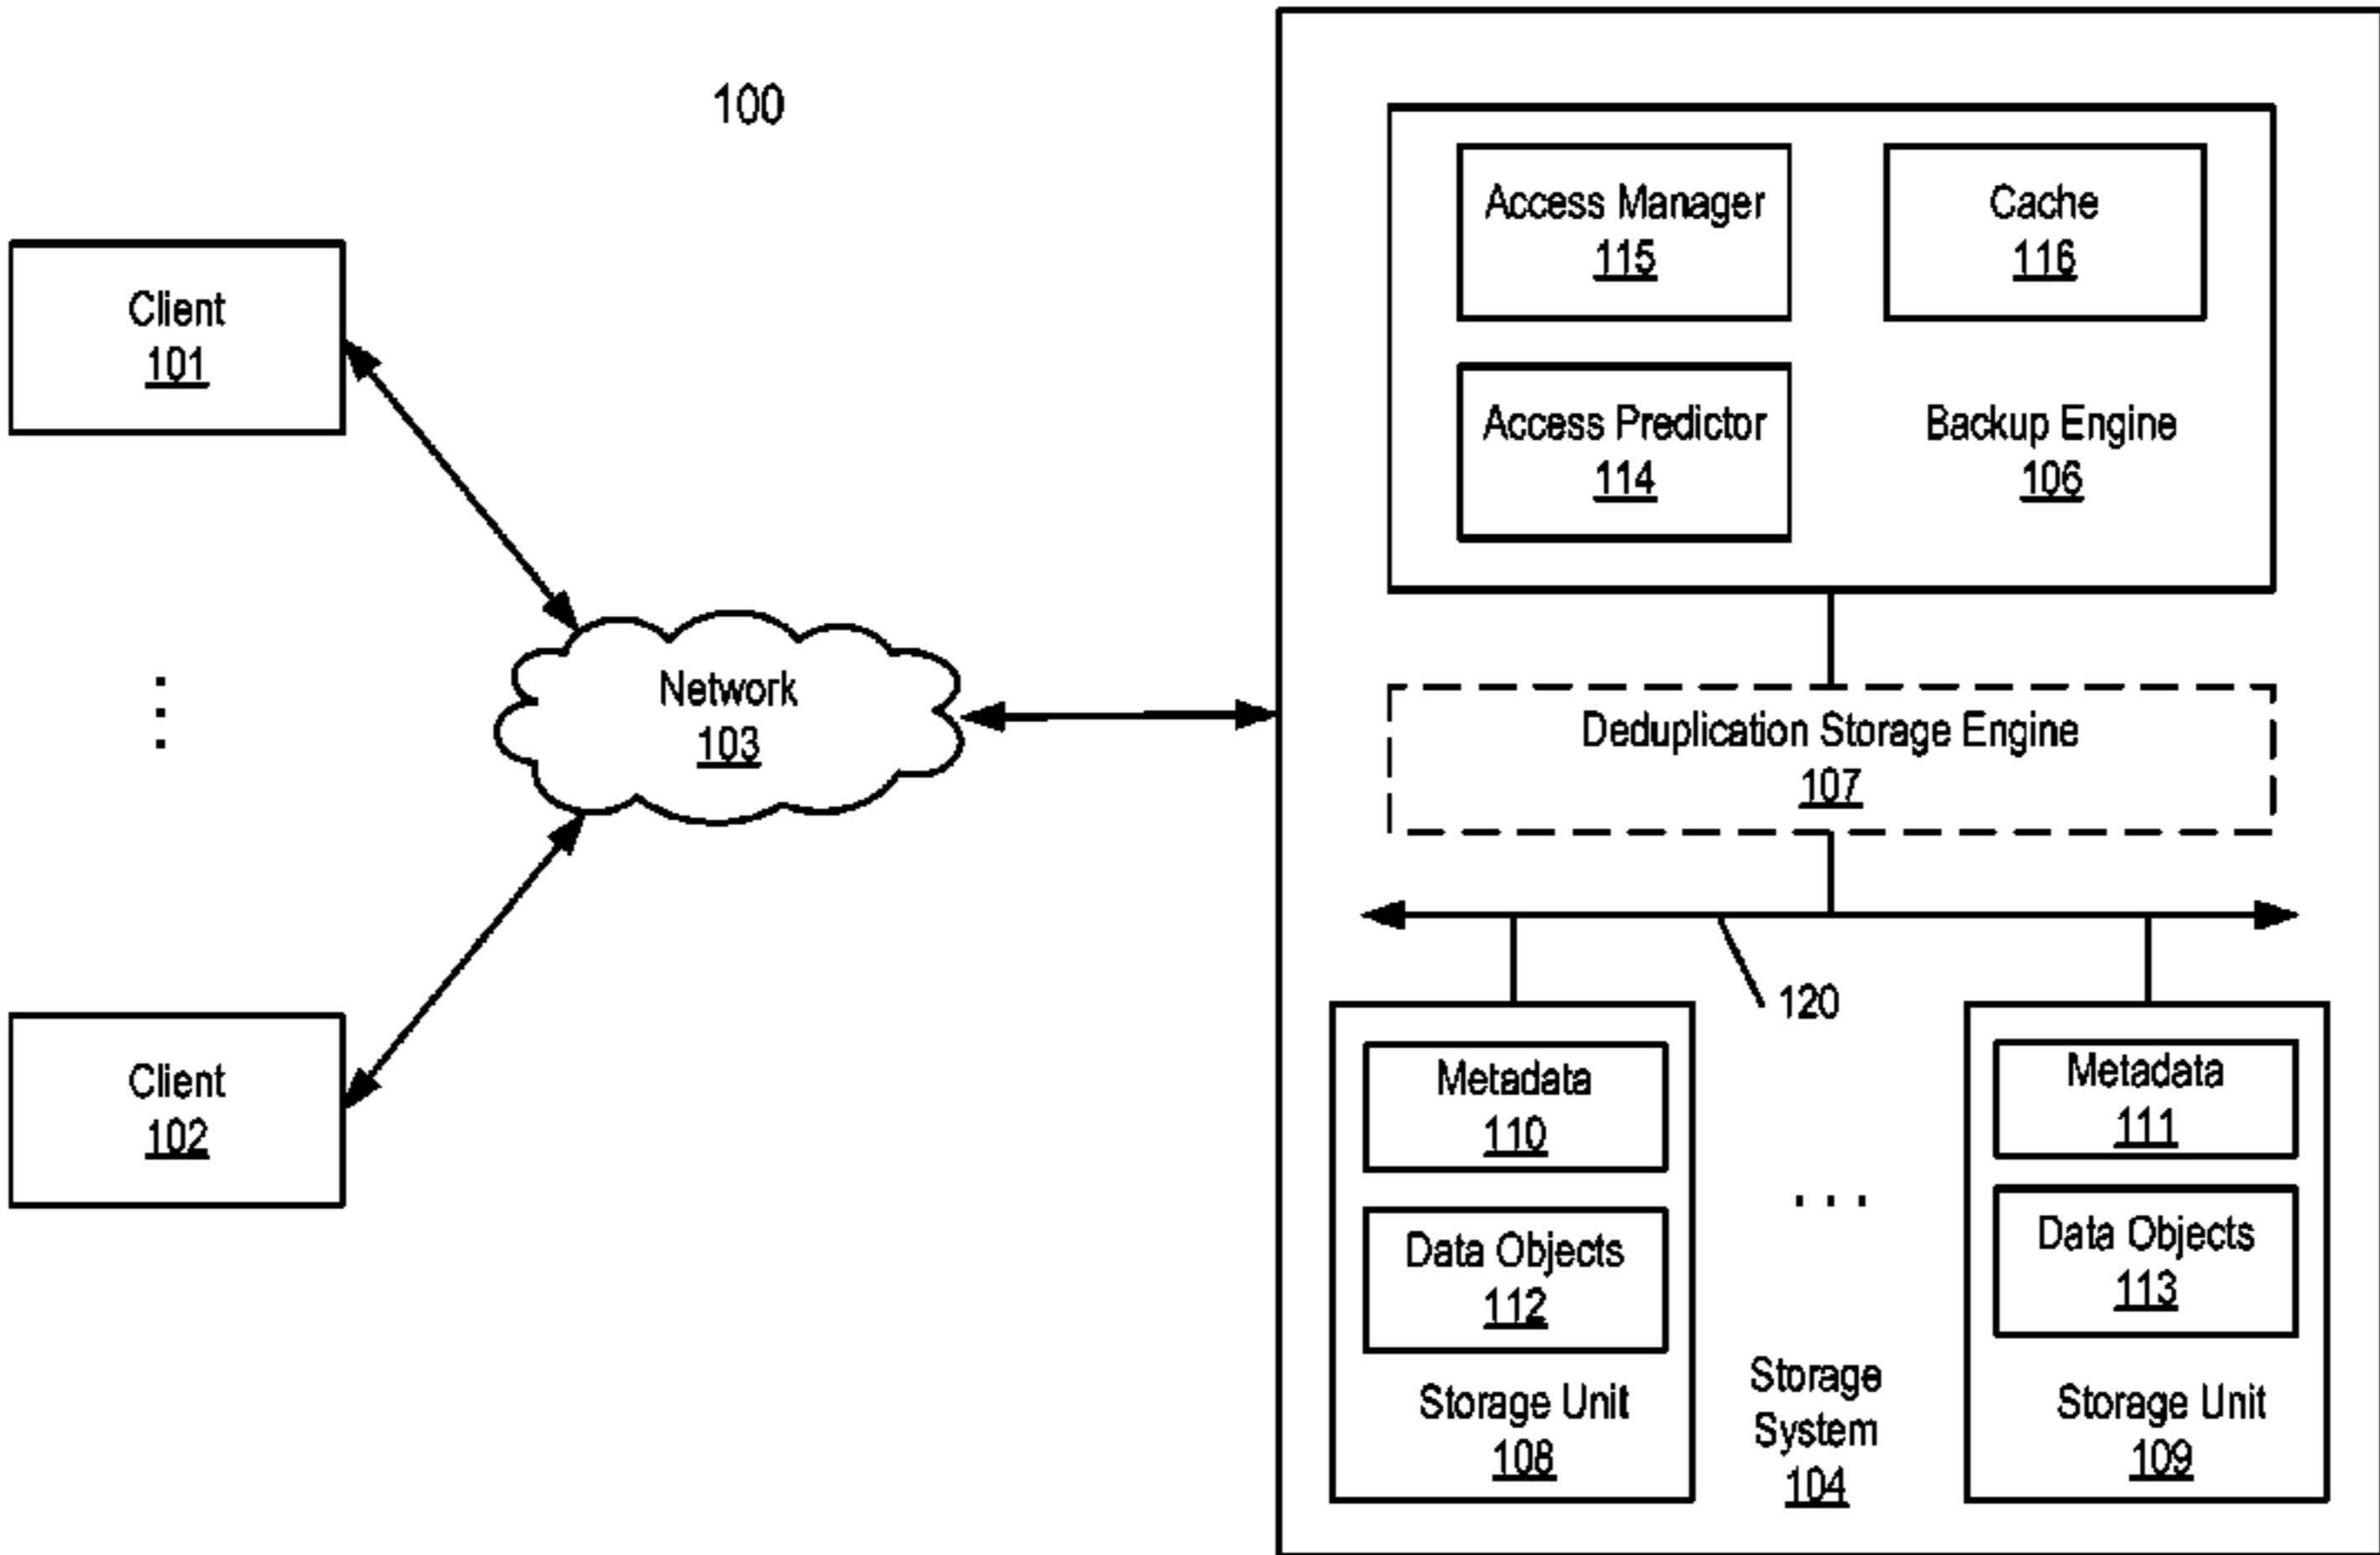 100
Client
101
Client
102
Network
103
Access Manager
115
Cache
116
Access Predictor
114
Backup Engine
106
Deduplication Storage Engine
107
120
Metadata
110
Data Objects
112
Storage Unit
108
. . .
Storage
System
104
Metadata
111
Data Objects
113
Storage Unit
109